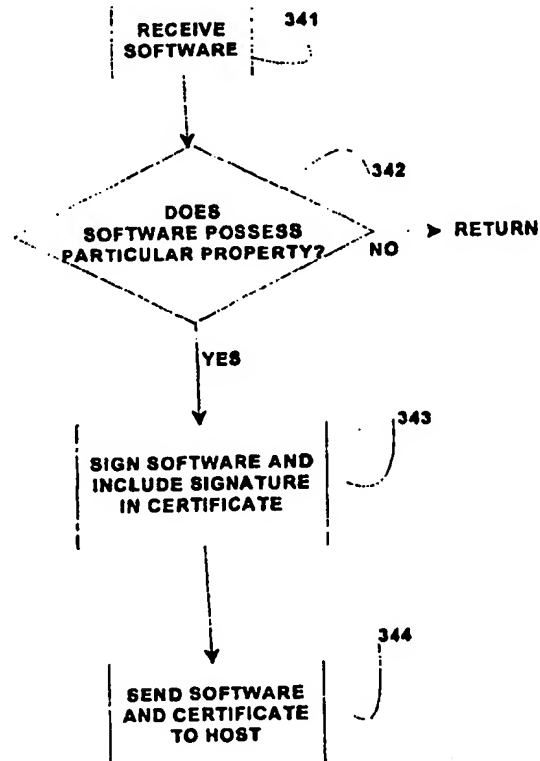 RECEIVE
SOFTWARE
341
342
DOES
SOFTWARE POSSESS
PARTICULAR PROPERTY?
NO
RETURN
YES
343
SIGN SOFTWARE AND
INCLUDE SIGNATURE
IN CERTIFICATE
344
SEND SOFTWARE
AND CERTIFICATE
TO HOST